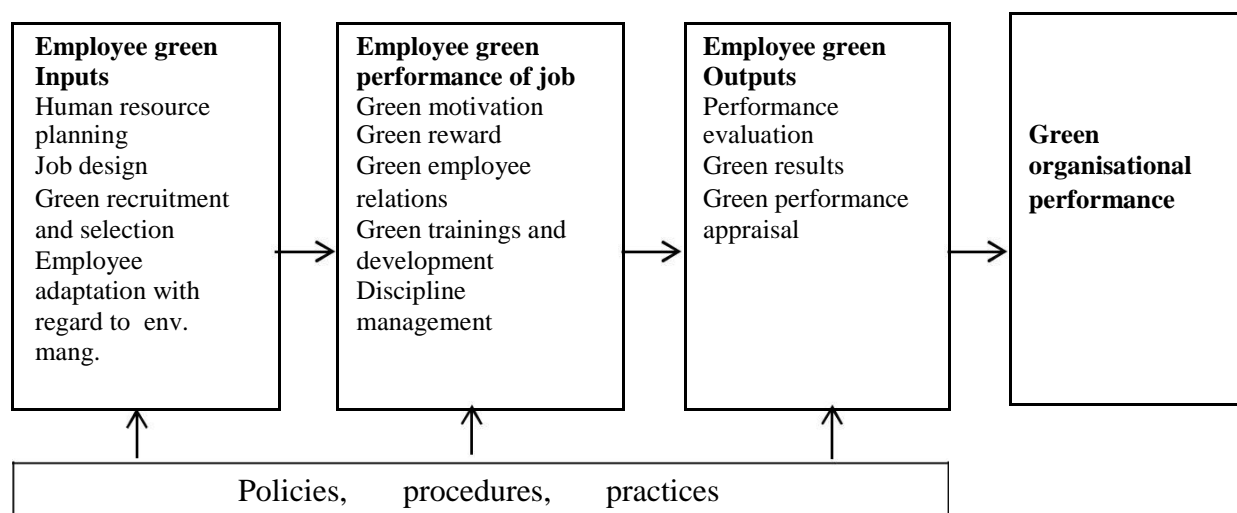 Employee green
Inputs
Human resource
planning
Job design
Green recruitment
and selection
Employee
adaptation with
regard to env.
mang.
Employee green
performance of job
Green motivation
Green reward
Green employee
relations
Green trainings and
development
Discipline
management
Employee green
Outputs
Performance
evaluation
Green results
Green performance
appraisal
Green
organisational
performance
Policies, procedures, practices